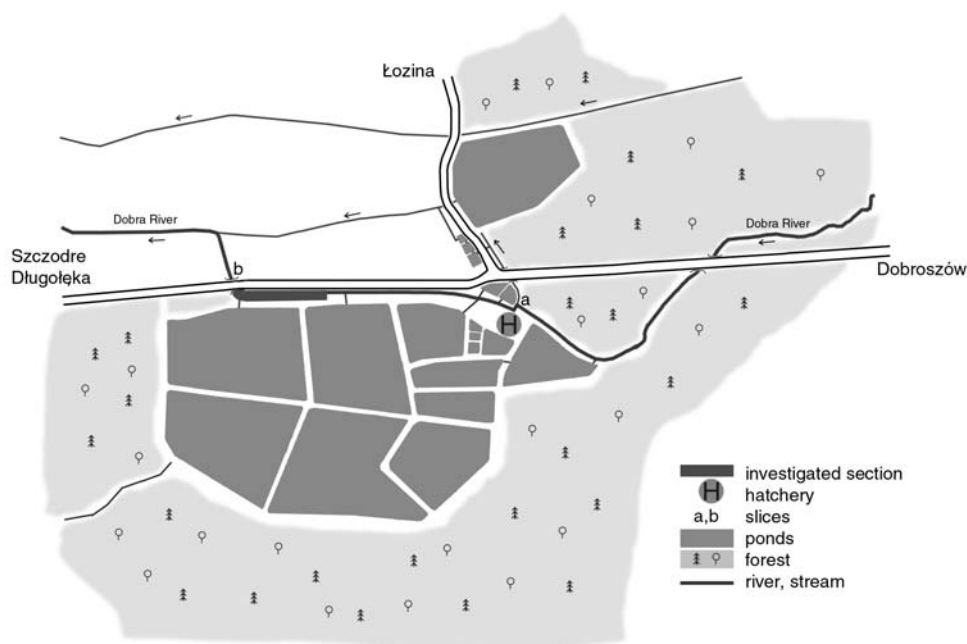 Łozina
Dobra River
Dobra River
Szczodre
Długołęka
b
Dobroszów
a
H
investigated section
H hatchery
a,b slices
ponds
forest
river, stream